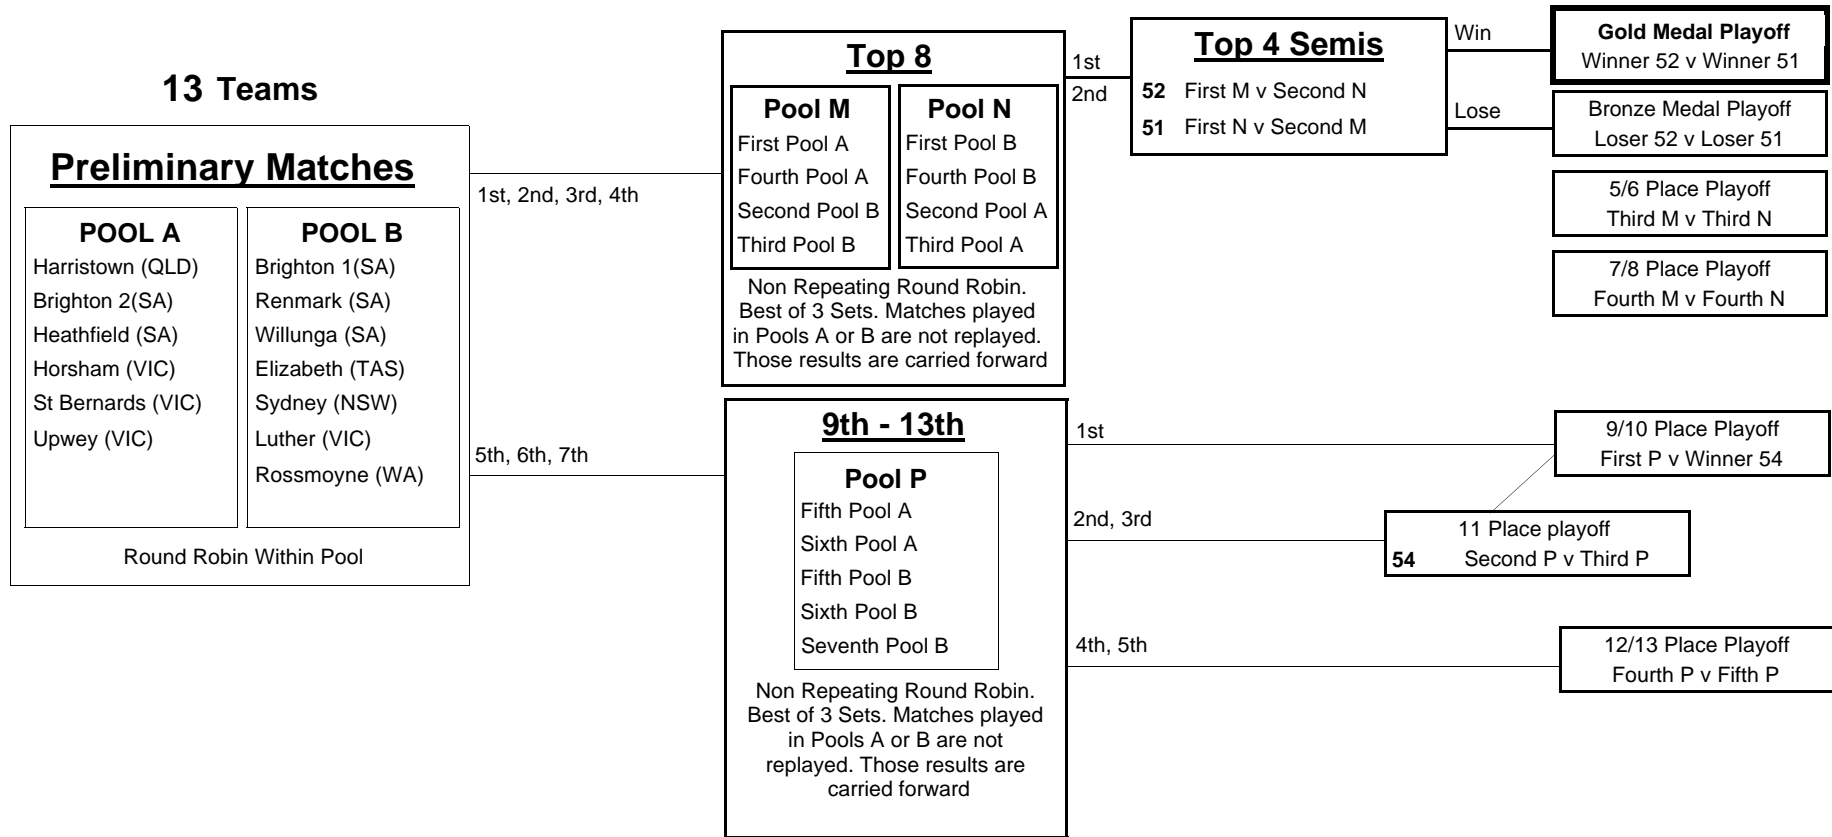 13 Teams
Preliminary Matches
POOL A
Harristown (QLD)
Brighton 2(SA)
Heathfield (SA)
Horsham (VIC)
St Bernards (VIC)
Upwey (VIC)
POOL B
Brighton 1(SA)
Renmark (SA)
Willunga (SA)
Elizabeth (TAS)
Sydney (NSW)
Luther (VIC)
Rossmoyne (WA)
Round Robin Within Pool
1st, 2nd, 3rd, 4th
5th, 6th, 7th
Top 8
Pool M
First Pool A
Fourth Pool A
Second Pool B
Third Pool B
Pool N
First Pool B
Fourth Pool B
Second Pool A
Third Pool A
Non Repeating Round Robin.
Best of 3 Sets. Matches played
in Pools A or B are not replayed.
Those results are carried forward
1st
2nd
Top 4 Semis
52 First M v Second N
51 First N v Second M
Win
Lose
Gold Medal Playoff
Winner 52 v Winner 51
Bronze Medal Playoff
Loser 52 v Loser 51
5/6 Place Playoff
Third M v Third N
7/8 Place Playoff
Fourth M v Fourth N
9th - 13th
Pool P
Fifth Pool A
Sixth Pool A
Fifth Pool B
Sixth Pool B
Seventh Pool B
Non Repeating Round Robin.
Best of 3 Sets. Matches played
in Pools A or B are not
replayed. Those results are
carried forward
1st
2nd, 3rd
4th, 5th
9/10 Place Playoff
First P v Winner 54
11 Place playoff
54 Second P v Third P
12/13 Place Playoff
Fourth P v Fifth P